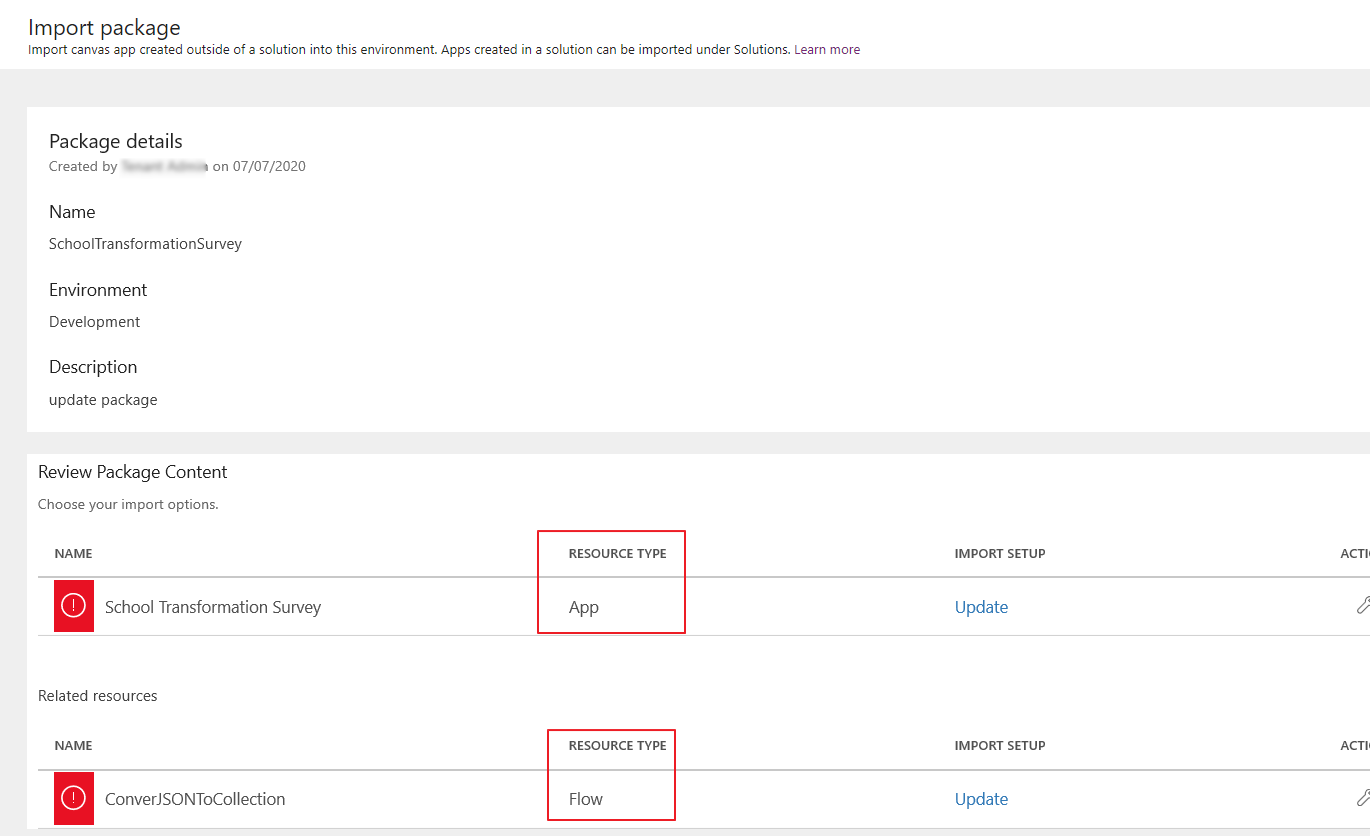 Import package
Import canvas app created outside of a solution into this environment. Apps created in a solution can be imported under Solutions. Learn more
Package details
Created by on 07/07/2020
Name
SchoolTransformationSurvey
Environment
Development
Description
update package
Review Package Content
Choose your import options.
NAME RESOURCE TYPE IMPORT SETUP ACTI
School Transformation Survey App Update
Related resources
NAME RESOURCE TYPE IMPORT SETUP ACTI
ConverJSONToCollection Flow Update